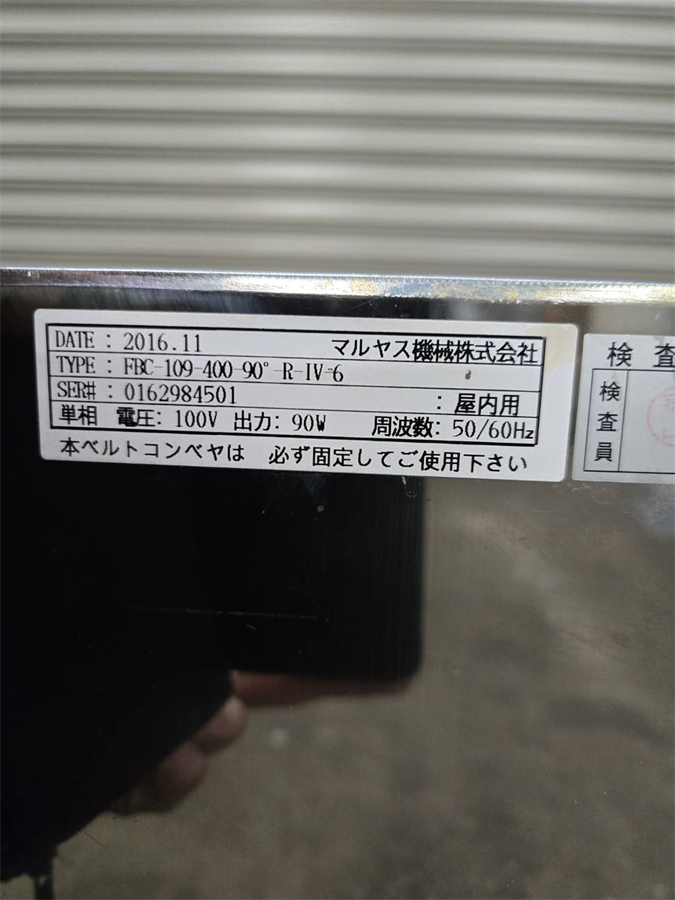 DATE : 2016.11 マルヤス機械株式会社
TYPE : FBC-109-400-90°-R-IV-6
SER# : 0162984501 : 屋内用
単相 電圧: 100V 出力: 90W 周波数: 50/60Hz
本ベルトコンベヤは 必ず固定してご使用下さい
検査
検査員